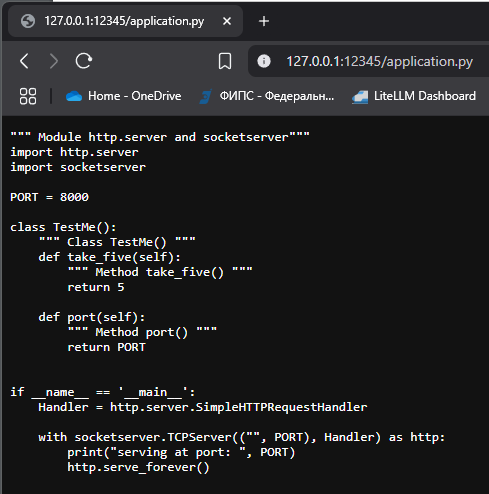 127.0.0.1:12345/application.py
127.0.0.1:12345/application.py
Home - OneDrive
ФИПС - Федеральн...
LiteLLM Dashboard
""" Module http.server and socketserver"""
import http.server
import socketserver
PORT = 8000
class TestMe():
    """ Class TestMe() """
    def take_five(self):
        """ Method take_five() """
        return 5
    def port(self):
        """ Method port() """
        return PORT
if __name__ == '__main__':
    Handler = http.server.SimpleHTTPRequestHandler
    with socketserver.TCPServer(("", PORT), Handler) as http:
        print("serving at port: ", PORT)
        http.serve_forever()